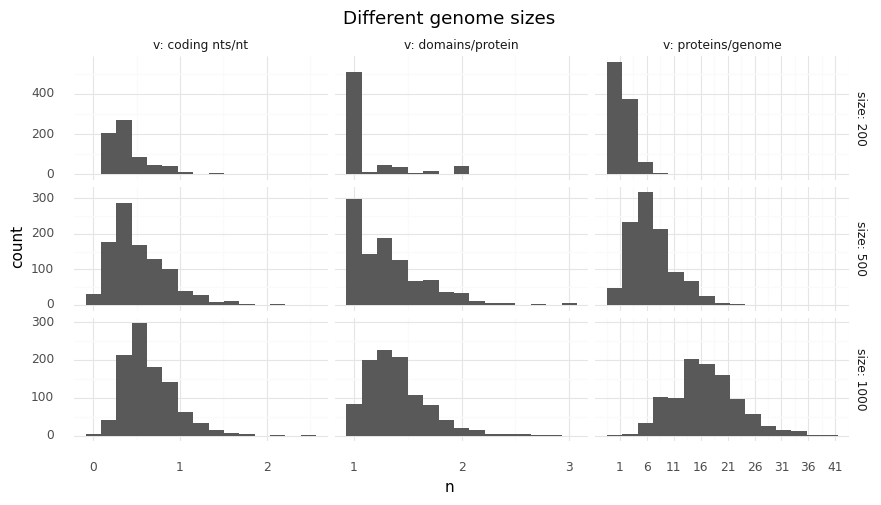 Different genome sizes
v: coding nts/nt
v: domains/protein
v: proteins/genome
400
200
0
size: 200
300
200
100
0
size: 500
300
200
100
0
size: 1000
count
0 1 2
1 2 3
1 6 11 16 21 26 31 36 41
n